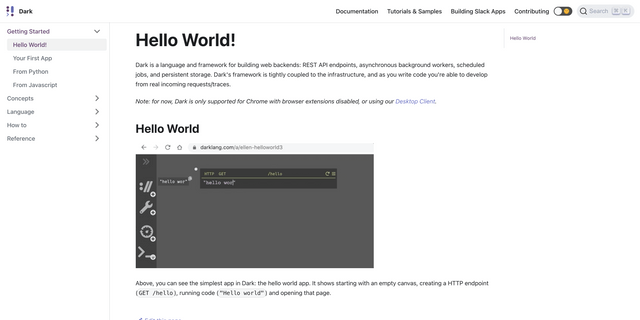 Dark
Documentation Tutorials & Samples Building Slack Apps Contributing Search
Getting Started
Hello World!
Your First App
From Python
From Javascript
Concepts
Language
How to
Reference
Hello World!
Dark is a language and framework for building web backends: REST API endpoints, asynchronous background workers, scheduled
jobs, and persistent storage. Dark's framework is tightly coupled to the infrastructure, and as you write code you're able to develop
from real incoming requests/traces.
Note: for now, Dark is only supported for Chrome with browser extensions disabled, or using our Desktop Client.
Hello World
darklang.com/a/ellen-helloworld3
HTTP GET /hello
"hello wor"
"hello wor
Above, you can see the simplest app in Dark: the hello world app. It shows starting with an empty canvas, creating a HTTP endpoint
(GET /hello), running code ("Hello world") and opening that page.
Edit this page
Hello World